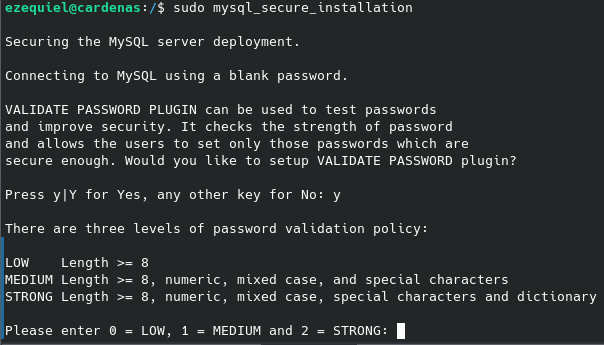 ezequiel@cardenas:/$ sudo mysql_secure_installation
Securing the MySQL server deployment.
Connecting to MySQL using a blank password.
VALIDATE PASSWORD PLUGIN can be used to test passwords
and improve security. It checks the strength of password
and allows the users to set only those passwords which are
secure enough. Would you like to setup VALIDATE PASSWORD plugin?
Press y|Y for Yes, any other key for No: y
There are three levels of password validation policy:
LOW    Length >= 8
MEDIUM Length >= 8, numeric, mixed case, and special characters
STRONG Length >= 8, numeric, mixed case, special characters and dictionary
Please enter 0 = LOW, 1 = MEDIUM and 2 = STRONG: